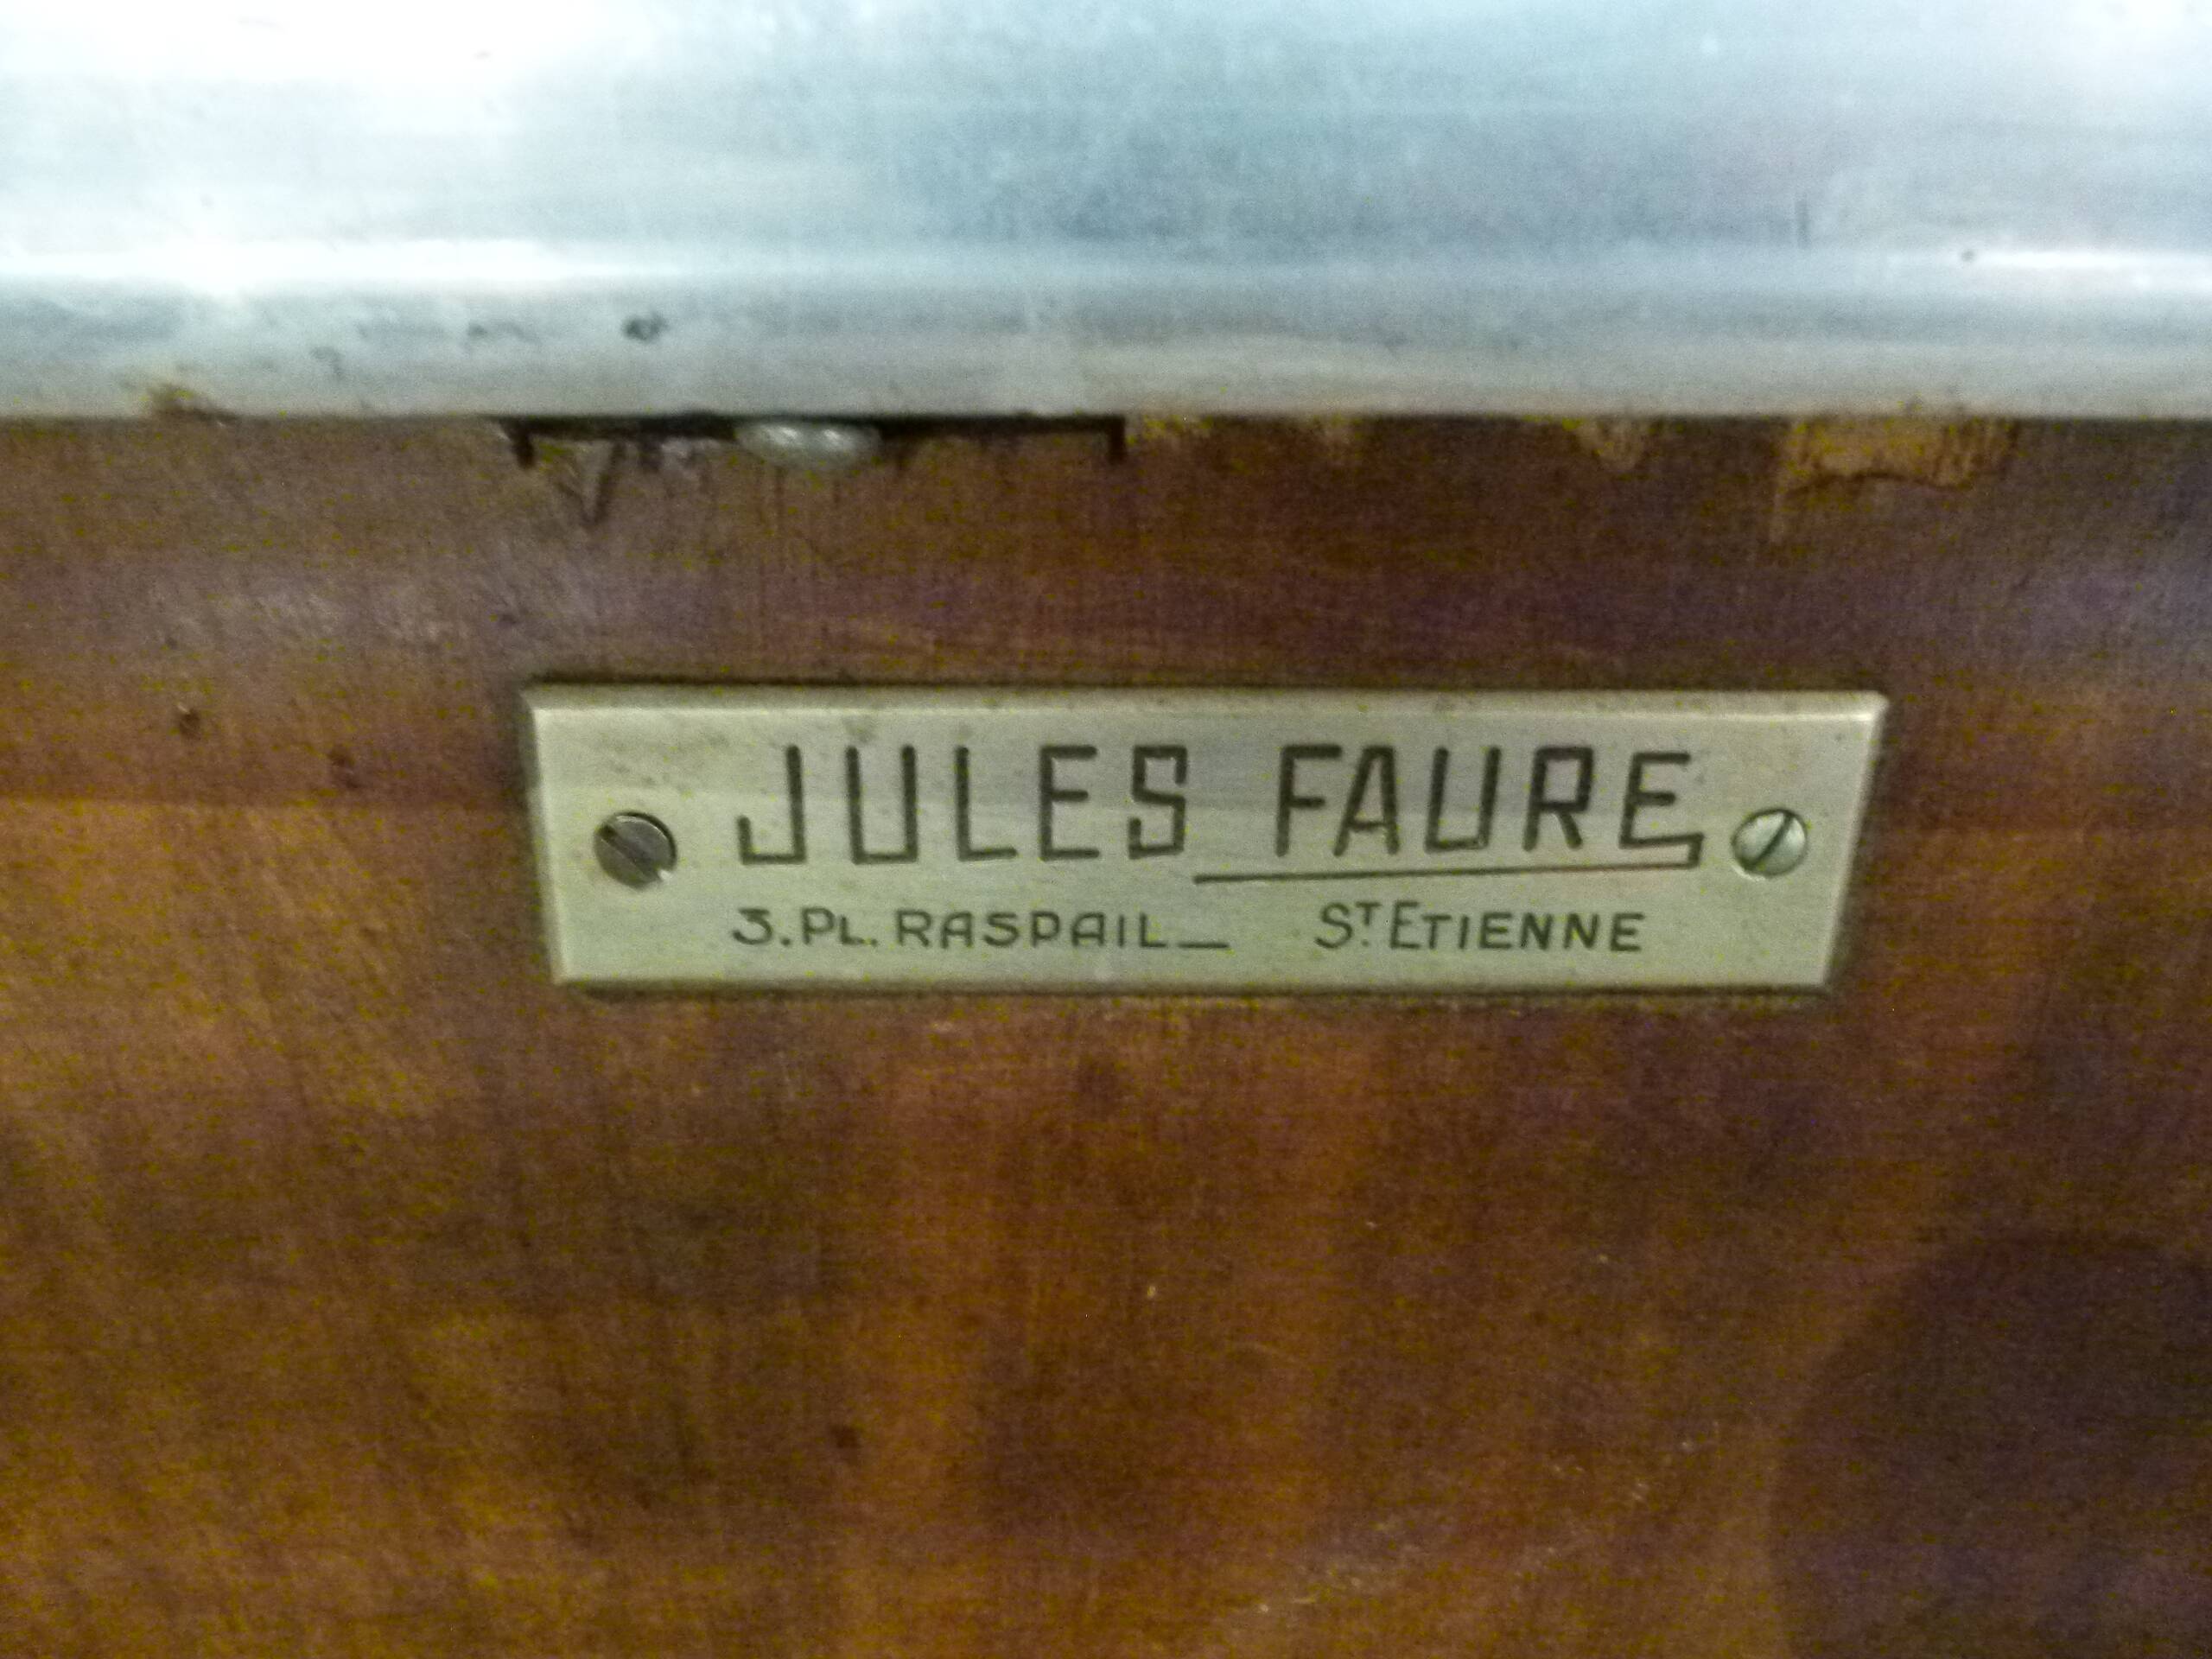 JULES FAURE
3. PL. RASPAIL_ ST ETIENNE